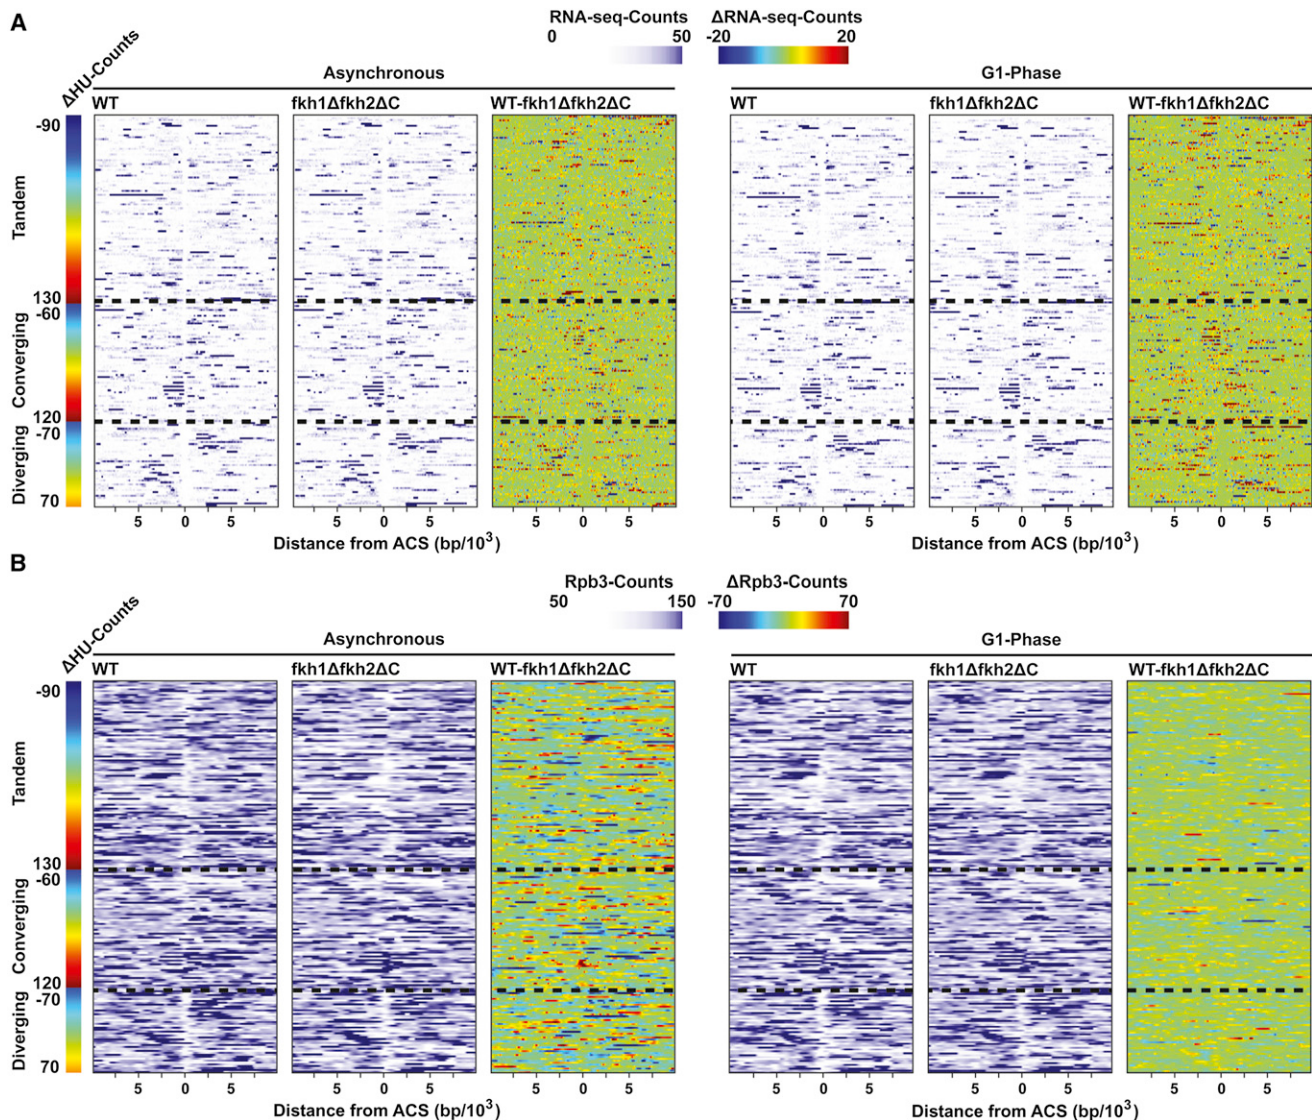 A
RNA-seq-Counts ΔRNA-seq-Counts
0 50 -20 20
ΔHU-Counts
Asynchronous G1-Phase
WT fkh1Δfkh2ΔC WT-fkh1Δfkh2ΔC WT fkh1Δfkh2ΔC WT-fkh1Δfkh2ΔC
-90
Tandem
130
-60
Converging
120
-70
Diverging
70
5 0 5 5 0 5 5 0 5 5 0 5 5 0 5 5 0 5
Distance from ACS (bp/10³) Distance from ACS (bp/10³)
B
Rpb3-Counts ΔRpb3-Counts
50 150 -70 70
ΔHU-Counts
Asynchronous G1-Phase
WT fkh1Δfkh2ΔC WT-fkh1Δfkh2ΔC WT fkh1Δfkh2ΔC WT-fkh1Δfkh2ΔC
-90
Tandem
130
-60
Converging
120
-70
Diverging
70
5 0 5 5 0 5 5 0 5 5 0 5 5 0 5 5 0 5
Distance from ACS (bp/10³) Distance from ACS (bp/10³)